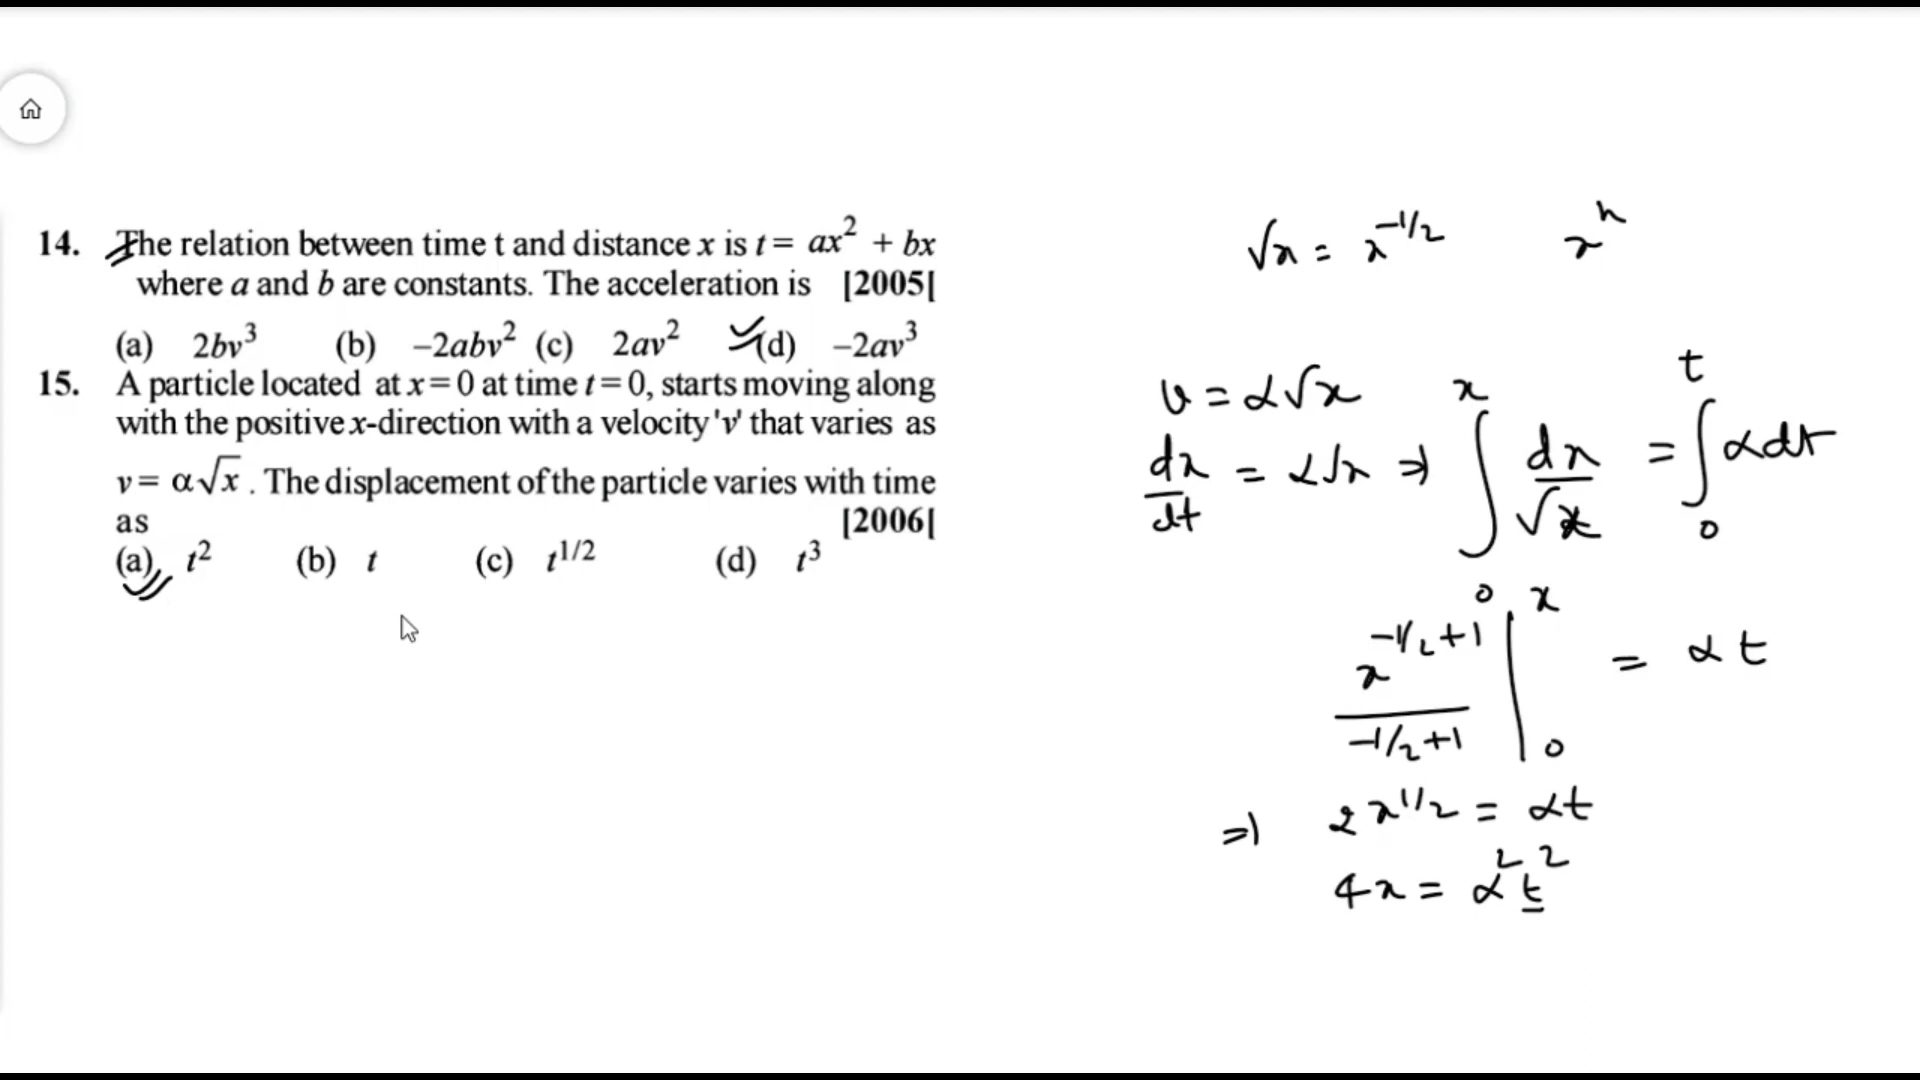 14. The relation between time t and distance x is t = ax² + bx
where a and b are constants. The acceleration is [2005[
(a) 2bv³ (b) –2abv² (c) 2av² (d) –2av³
15. A particle located at x = 0 at time t = 0, starts moving along
with the positive x-direction with a velocity 'v' that varies as
v = α√x . The displacement of the particle varies with time
as [2006[
(a) t² (b) t (c) t^1/2 (d) t³
√x = x^-1/2 x^n
v = α√x
dx/dt = α√x ⇒ ∫₀ˣ dx/√x = ∫₀ᵗ αdt
x^-1/2+1 / -1/2+1 |₀ˣ = αt
⇒ 2x^1/2 = αt
4x = α²t²